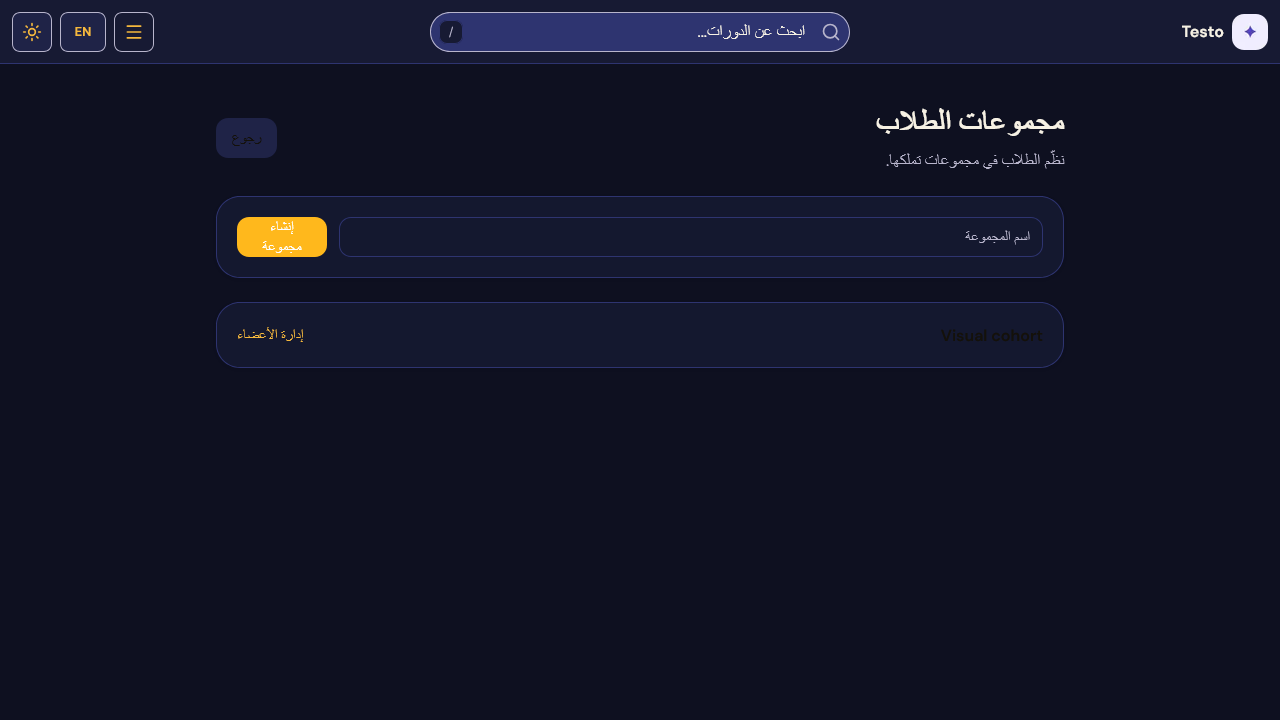 Testo
ابحث عن الدورات...
/
EN
مجموعات الطلاب
نظّم الطلاب في مجموعات تملكها.
رجوع
اسم المجموعة
إنشاء
مجموعة
Visual cohort
إدارة الأعضاء